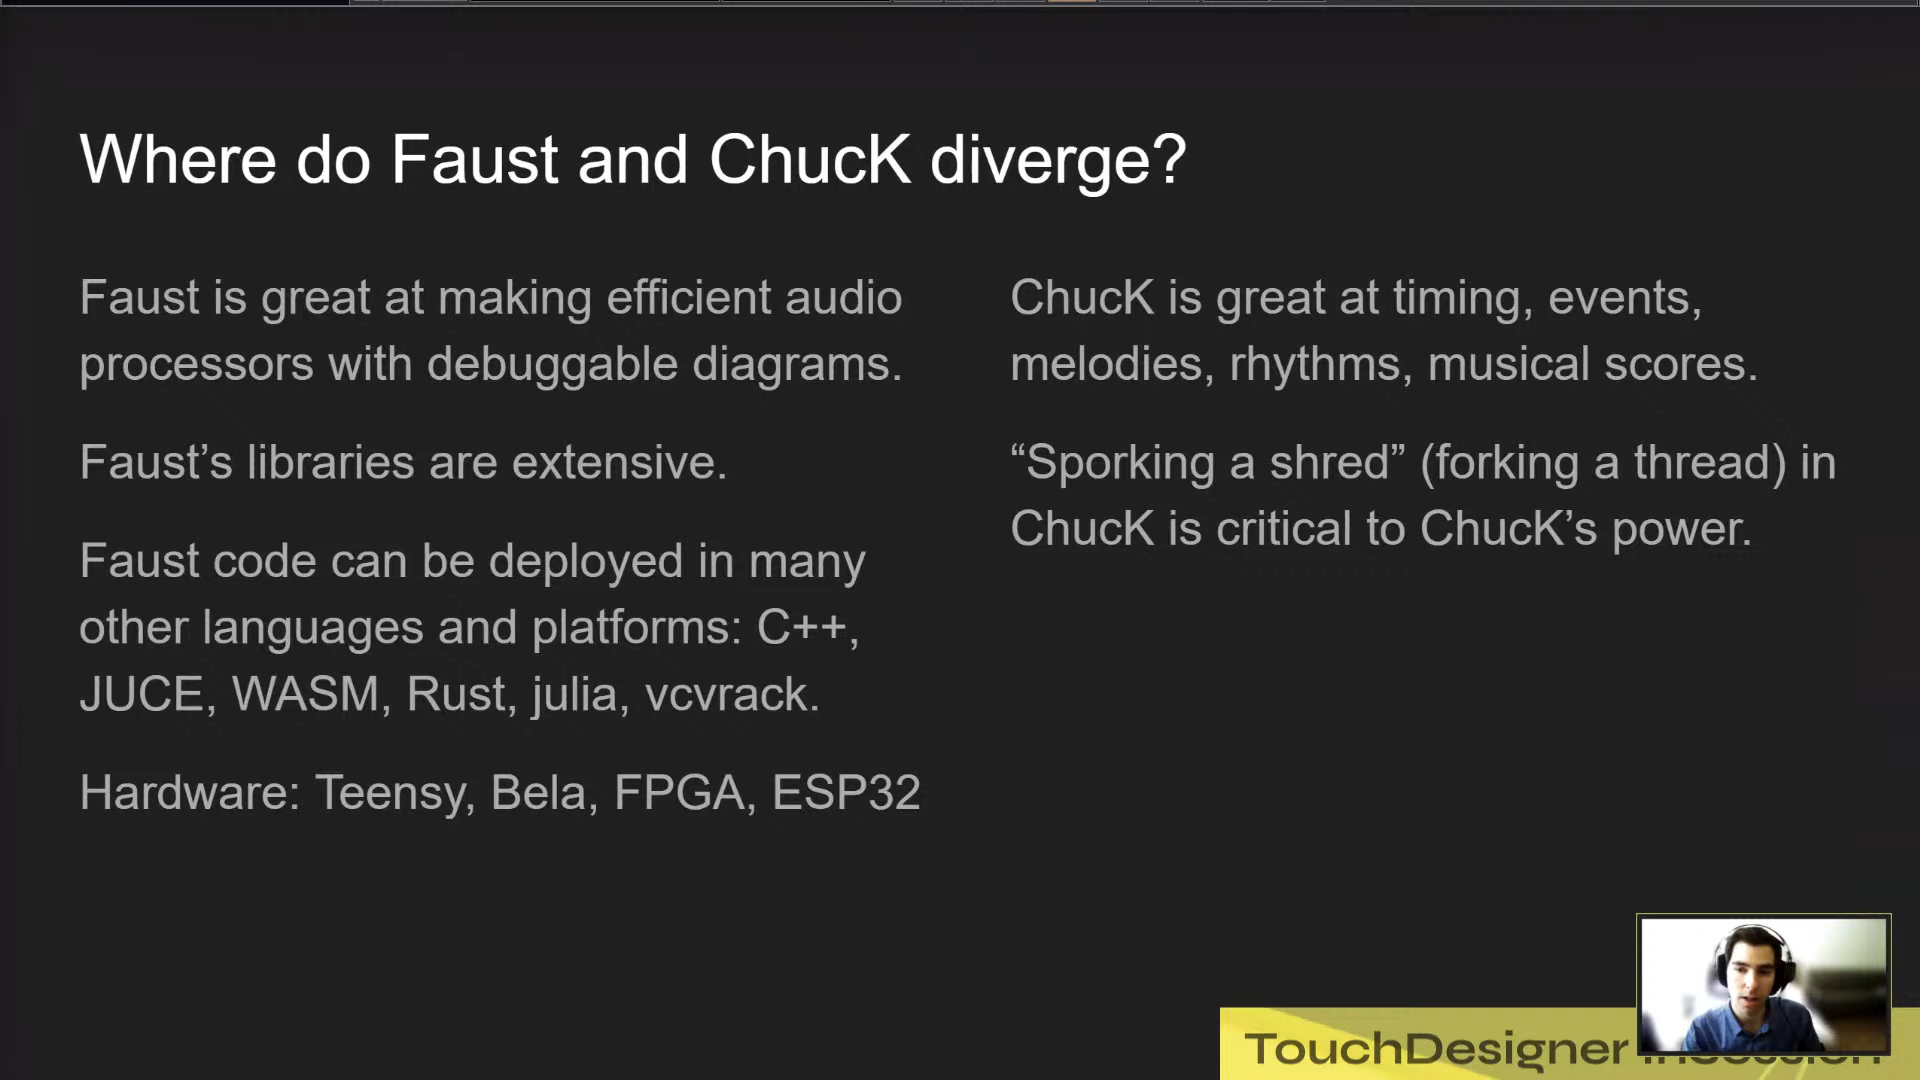 Where do Faust and ChucK diverge?
Faust is great at making efficient audio
processors with debuggable diagrams.
Faust’s libraries are extensive.
Faust code can be deployed in many
other languages and platforms: C++,
JUCE, WASM, Rust, julia, vcvrack.
Hardware: Teensy, Bela, FPGA, ESP32
ChucK is great at timing, events,
melodies, rhythms, musical scores.
“Sporking a shred” (forking a thread) in
ChucK is critical to ChucK’s power.
TouchDesigner